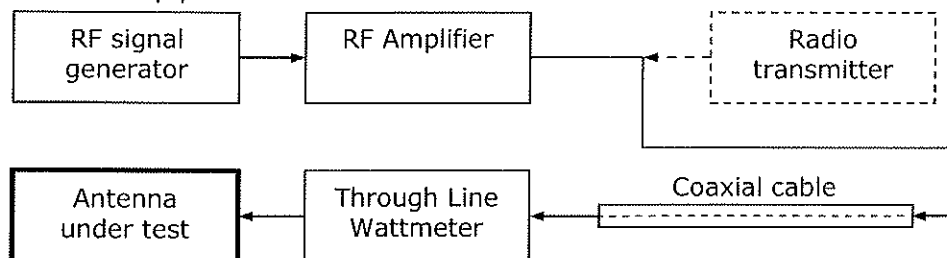 RF signal
generator
RF Amplifier
Radio
transmitter
Antenna
under test
Through Line
Wattmeter
Coaxial cable